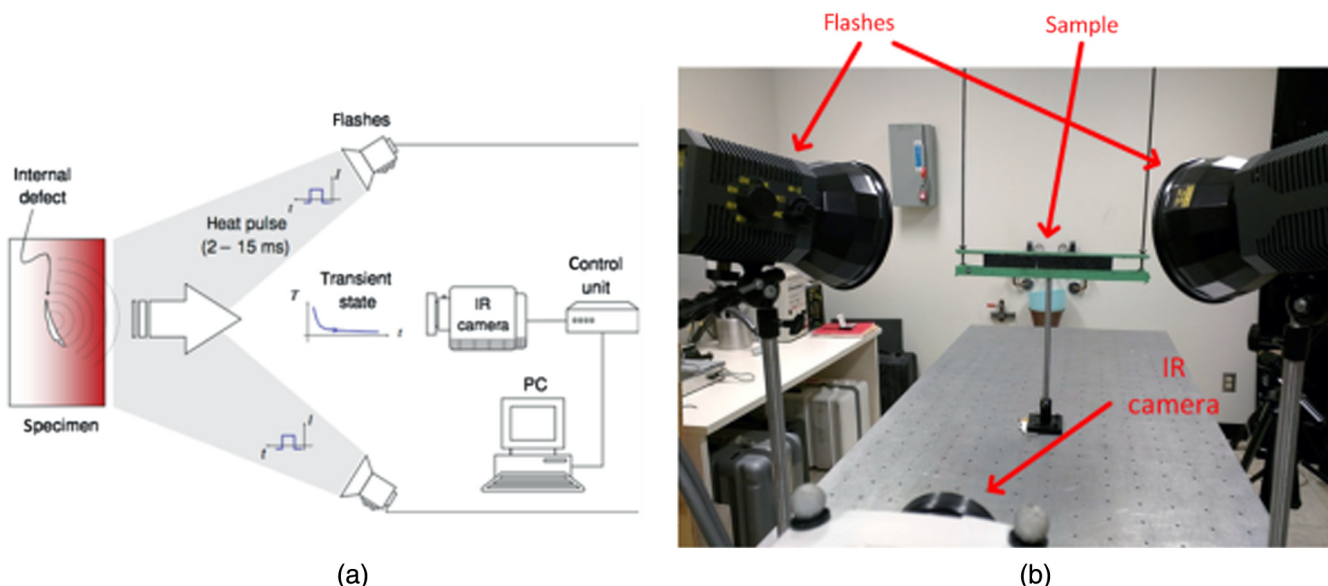 Flashes
Internal
defect
I
t
Heat pulse
(2 – 15 ms)
Transient
state
T
t
IR
camera
Control
unit
PC
Specimen
I
t
(a)
Flashes
Sample
IR
camera
(b)